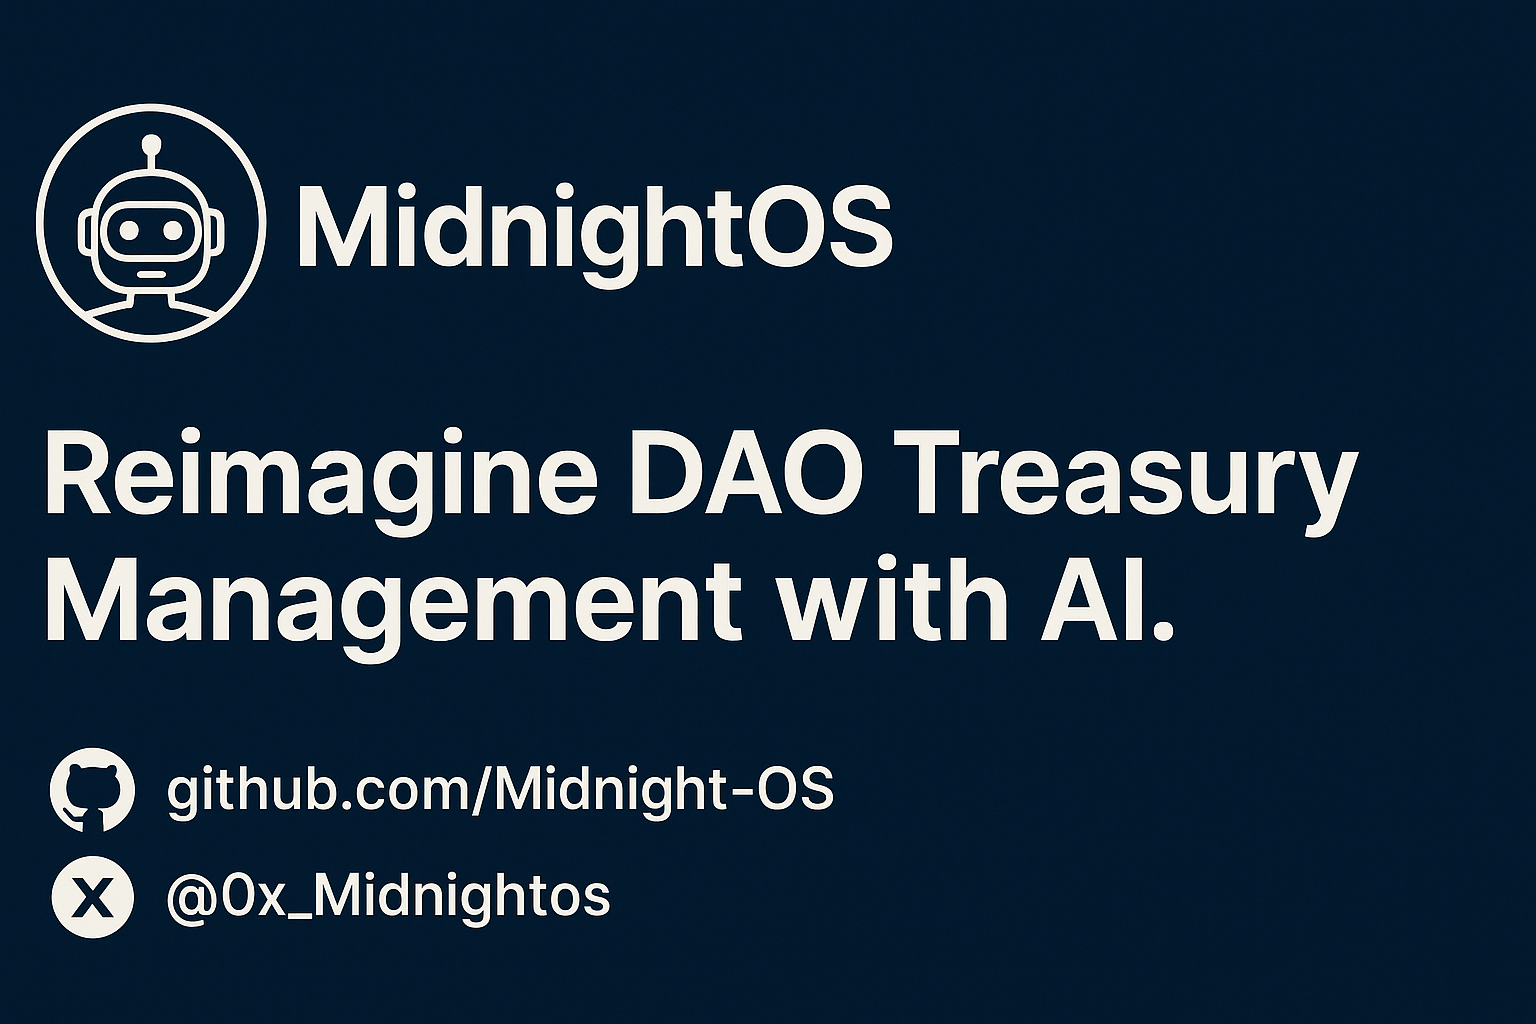 MidnightOS
Reimagine DAO Treasury
Management with AI.
github.com/Midnight-OS
X @0x_Midnightos